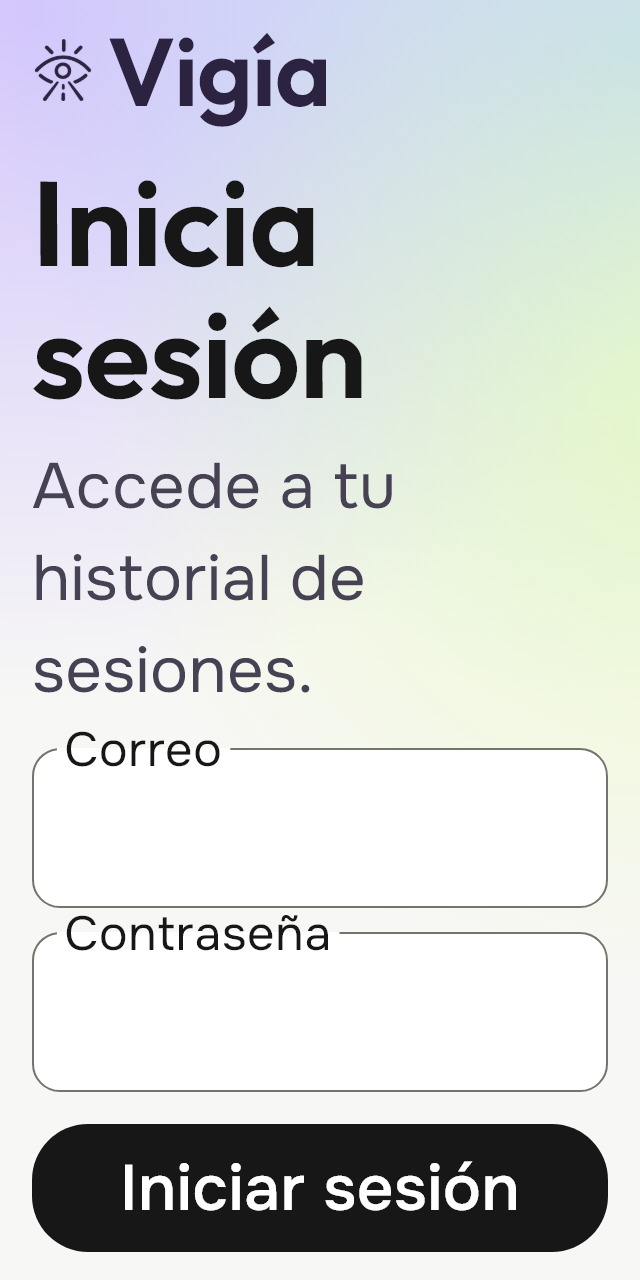 Vigía
Inicia
sesión
Accede a tu
historial de
sesiones.
Correo
Contraseña
Iniciar sesión